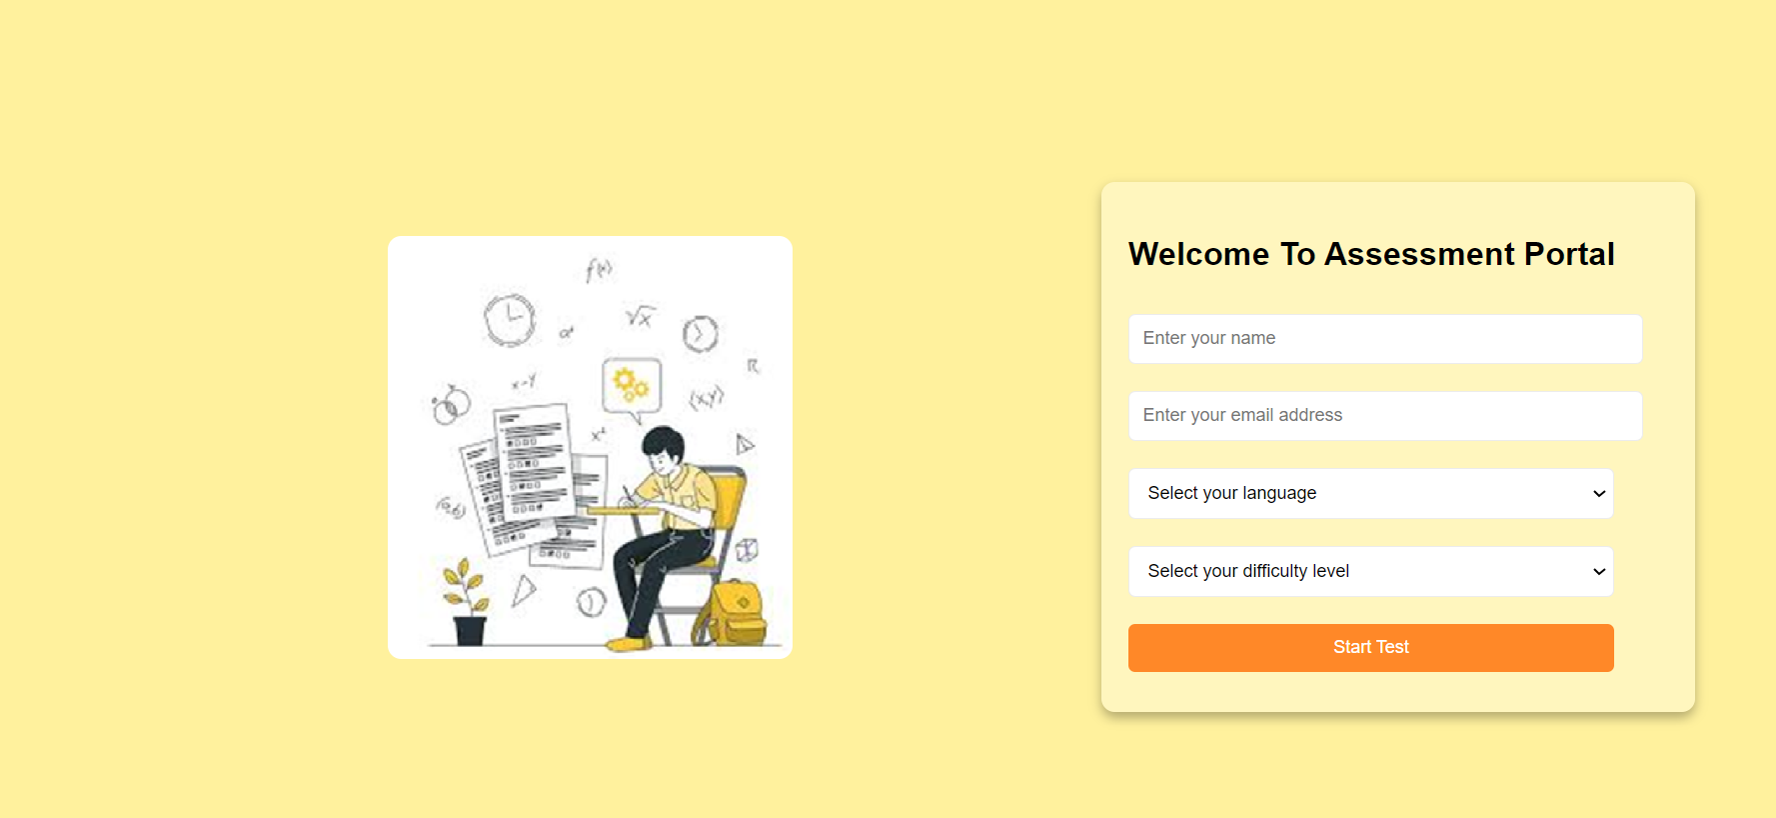 f(x)
√x
x-y
(x,y)
x²
Welcome To Assessment Portal
Enter your name
Enter your email address
Select your language
Select your difficulty level
Start Test